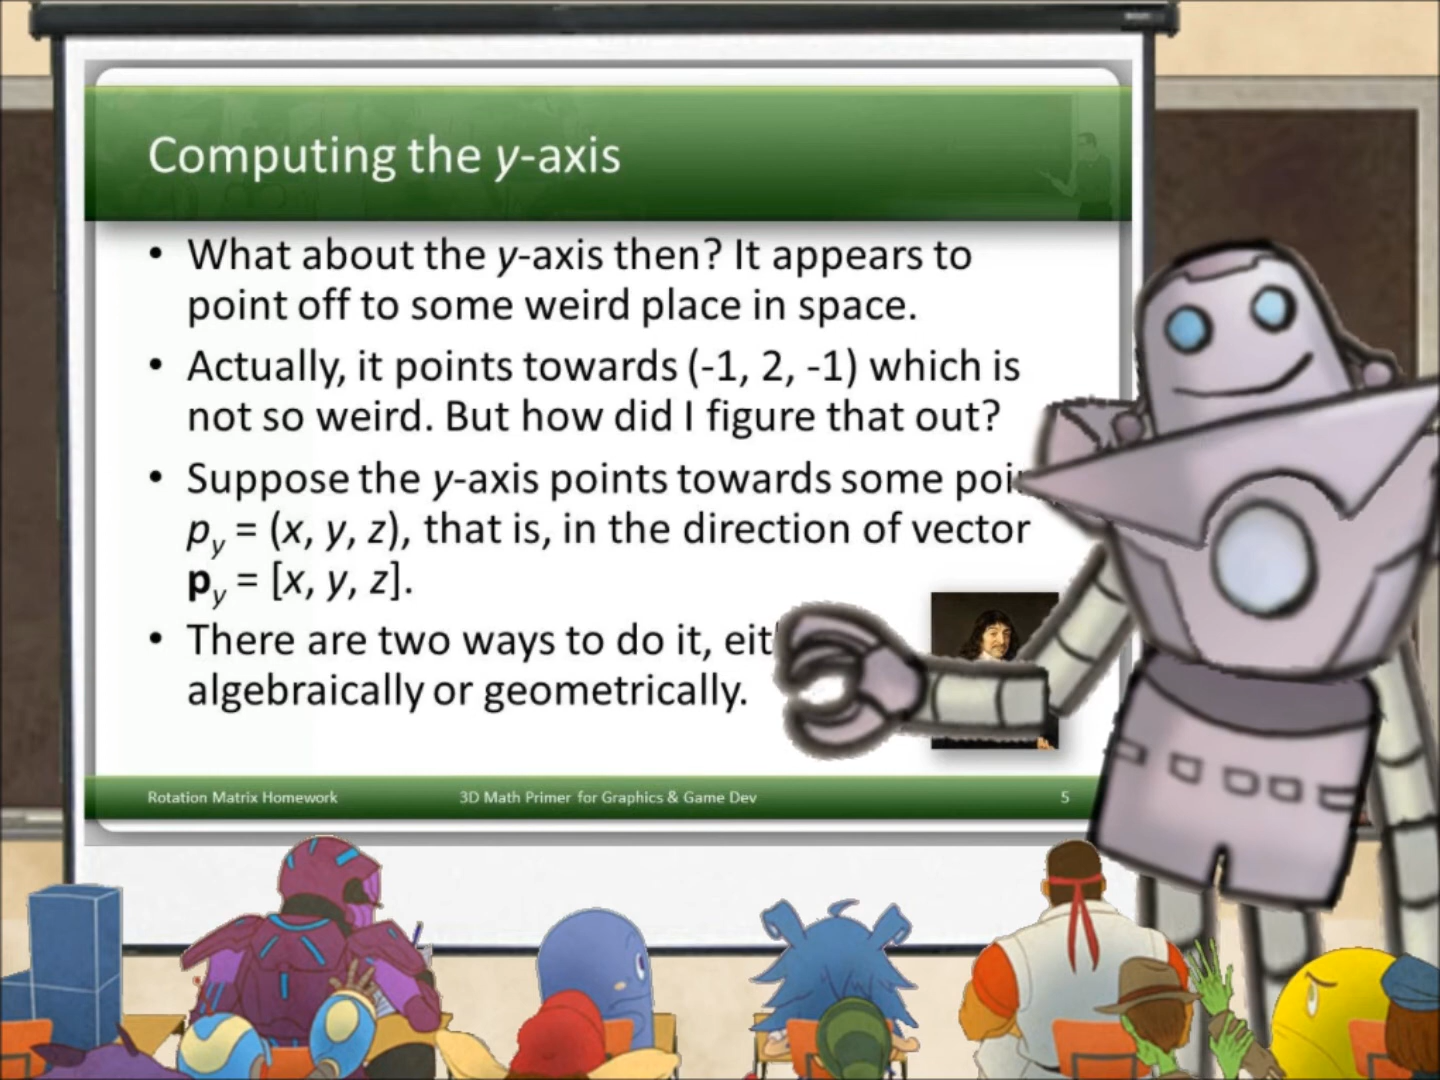 Computing the y-axis
• What about the y-axis then? It appears to
point off to some weird place in space.
• Actually, it points towards (-1, 2, -1) which is
not so weird. But how did I figure that out?
• Suppose the y-axis points towards some
py = (x, y, z), that is, in the direction of vector
py = [x, y, z].
• There are two ways to do it,
algebraically or geometrically.
Rotation Matrix Homework 3D Math Primer for Graphics & Game Dev 5